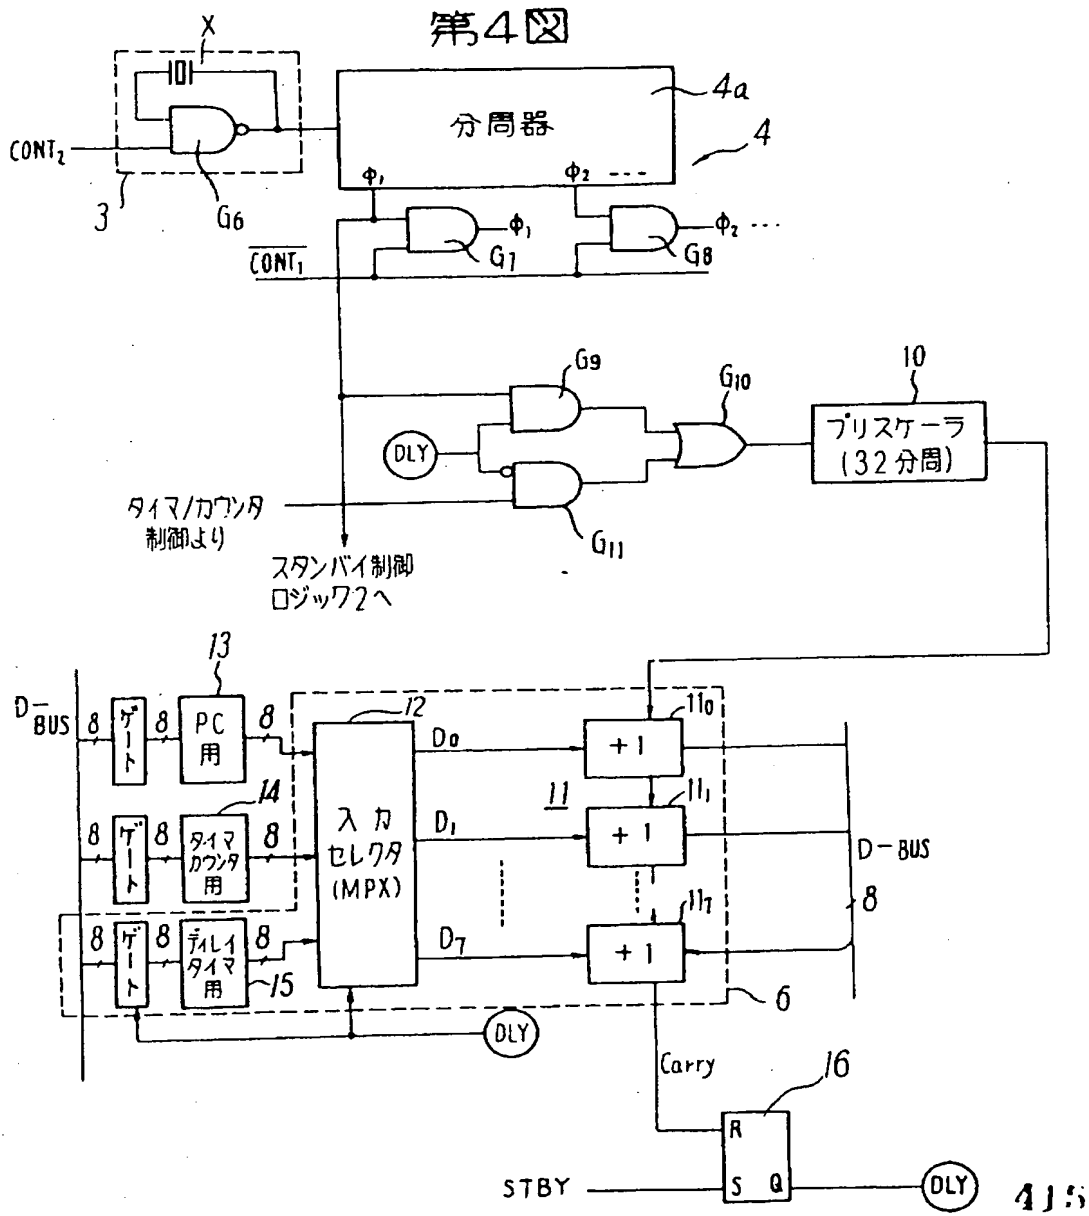 第4図
X
4a
分周器
4
CONT2
φ1
φ2 ---
3
G6
φ1
φ2 ---
G7
G8
CONT1
G9
G10
10
プリスケーラ
(32分周)
DLY
タイマ/カウンタ
制御より
G11
スタンバイ制御
ロジック2へ
13
D-BUS
8
ゲート
8
PC用
8
12
D0
+1
110
14
11
111
8
ゲート
8
タイマカウンタ用
8
入力
セレクタ
(MPX)
D1
+1
D-BUS
8
117
8
ゲート
8
ディレイタイマ用
8
15
D7
+1
6
DLY
Carry
16
R
STBY
S Q
DLY